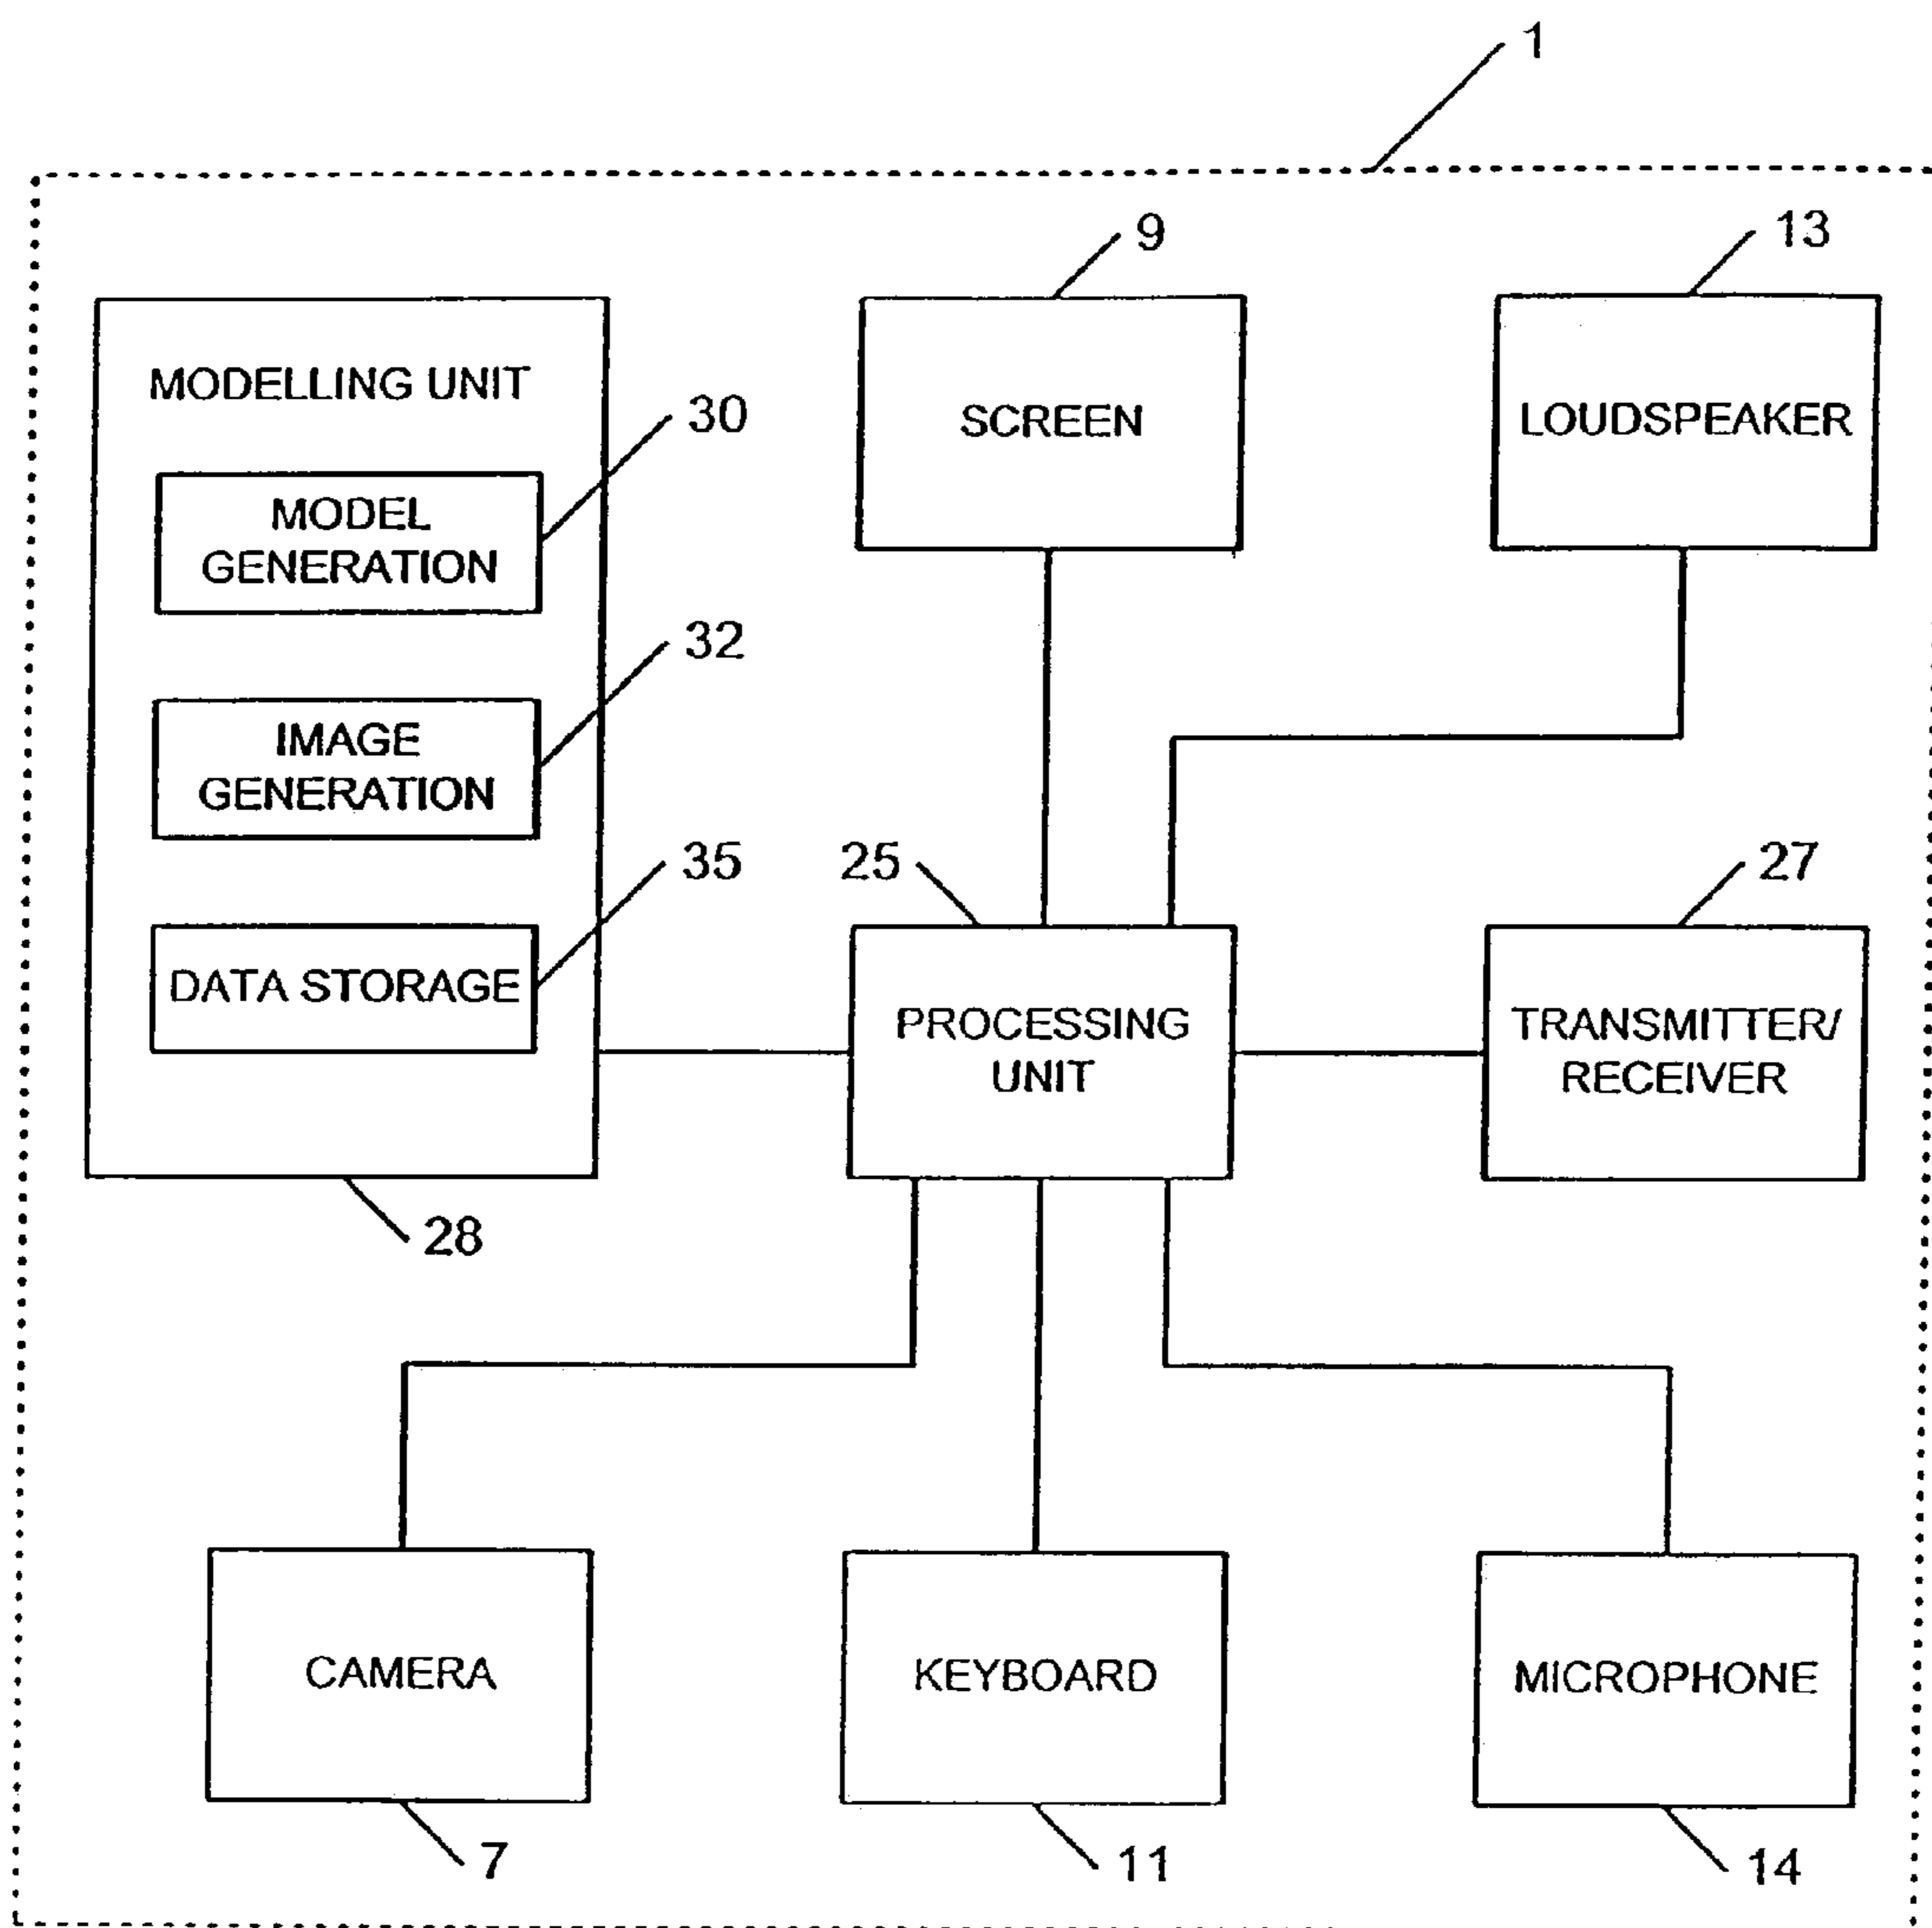 1
9
13
MODELLING UNIT
30
MODEL
GENERATION
32
IMAGE
GENERATION
35
DATA STORAGE
28
SCREEN
LOUDSPEAKER
25
27
PROCESSING
UNIT
TRANSMITTER/
RECEIVER
CAMERA
KEYBOARD
MICROPHONE
7
11
14